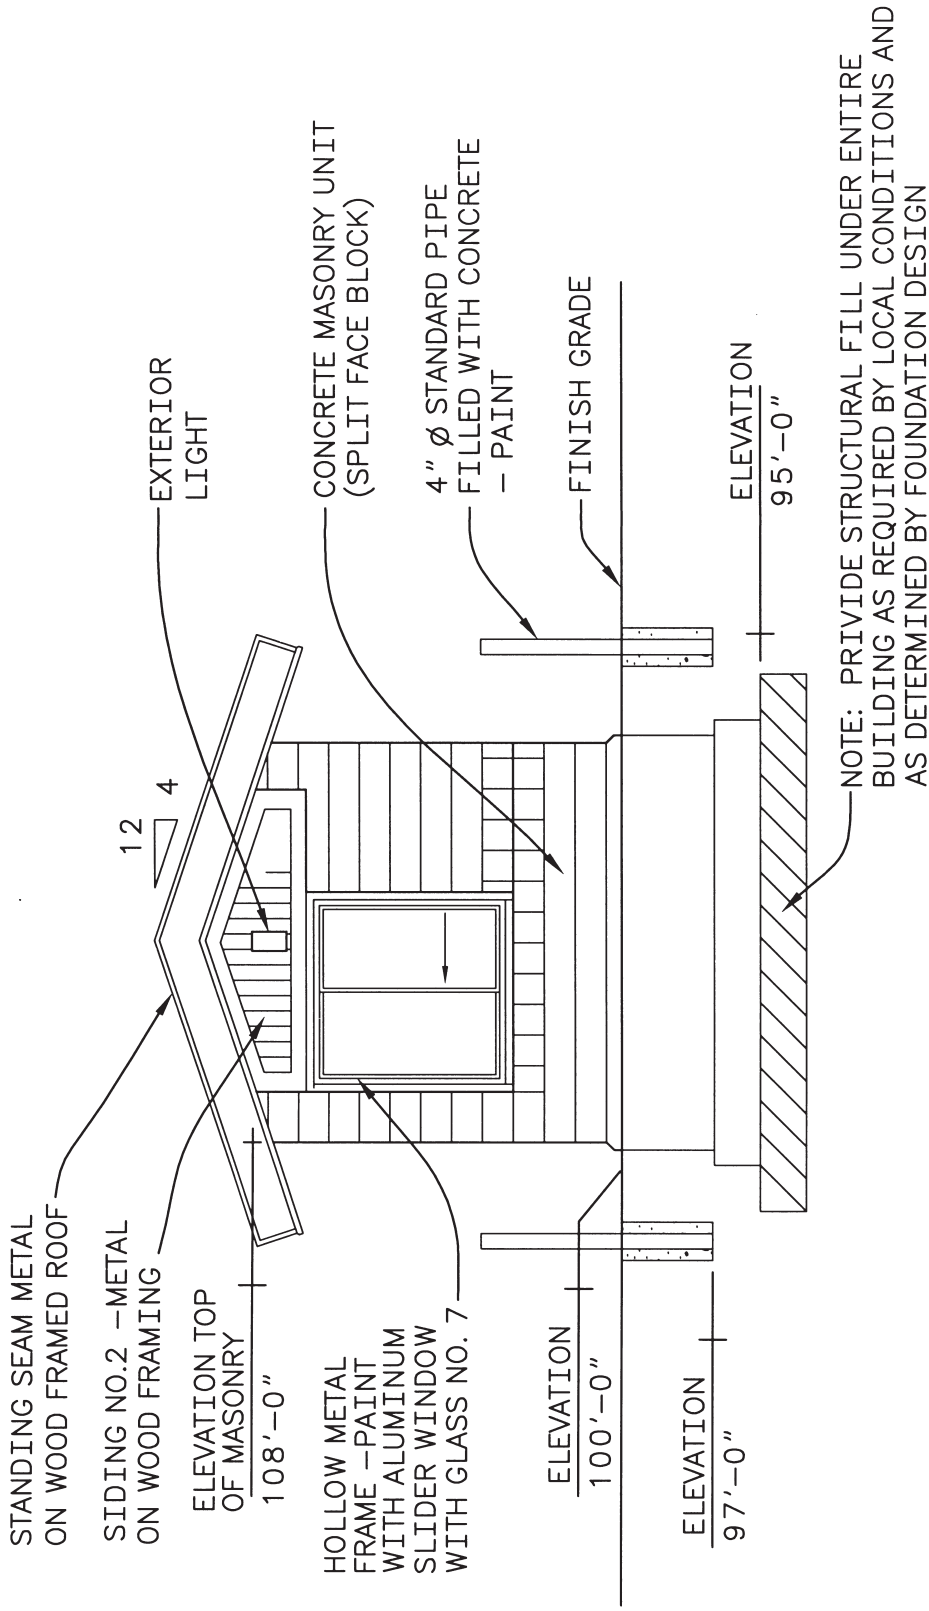 STANDING SEAM METAL
ON WOOD FRAMED ROOF
SIDING NO.2 –METAL
ON WOOD FRAMING
ELEVATION TOP
OF MASONRY
108'–0"
HOLLOW METAL
FRAME –PAINT
WITH ALUMINUM
SLIDER WINDOW
WITH GLASS NO. 7
ELEVATION
100'–0"
ELEVATION
97'–0"
12
4
EXTERIOR
LIGHT
CONCRETE MASONRY UNIT
(SPLIT FACE BLOCK)
4" Ø STANDARD PIPE
FILLED WITH CONCRETE
– PAINT
FINISH GRADE
ELEVATION
95'–0"
NOTE: PRIVIDE STRUCTURAL FILL UNDER ENTIRE
BUILDING AS REQUIRED BY LOCAL CONDITIONS AND
AS DETERMINED BY FOUNDATION DESIGN